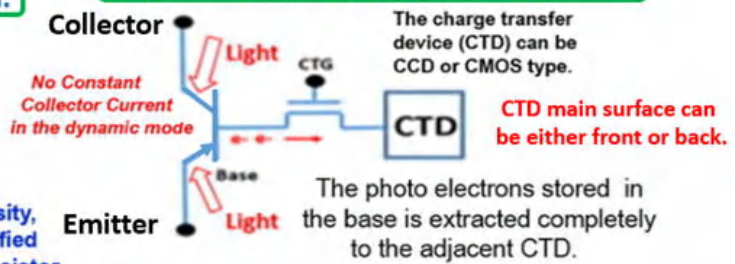 Collector
The charge transfer
device (CTD) can be
CCD or CMOS type.
Light
CTG
No Constant
Collector Current
in the dynamic mode
CTD
CTD main surface can
be either front or back.
Base
The photo electrons stored in
the base is extracted completely
to the adjacent CTD.
Emitter
Light